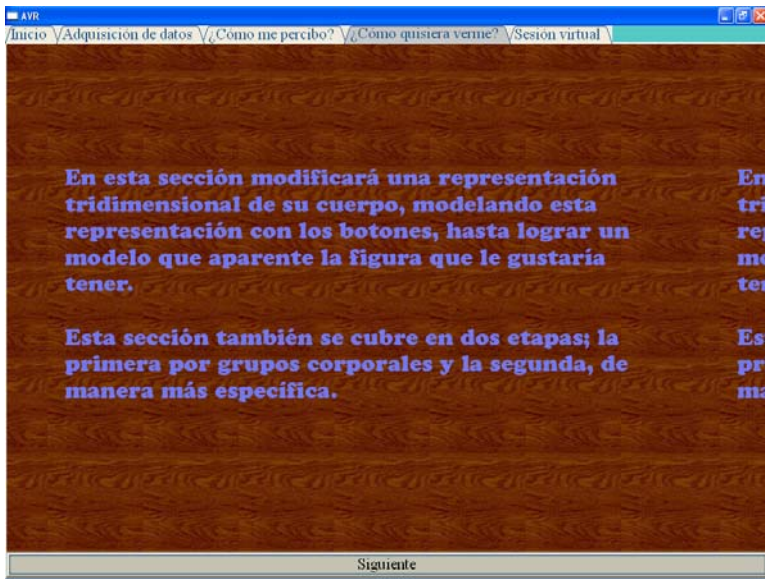 AVR
Inicio
Adquisición de datos
¿Cómo me percibo?
¿Cómo quisiera verme?
Sesión virtual
En esta sección modificará una representación
tridimensional de su cuerpo, modelando esta
representación con los botones, hasta lograr un
modelo que aparente la figura que le gustaría
tener.
Esta sección también se cubre en dos etapas; la
primera por grupos corporales y la segunda, de
manera más específica.
Siguiente